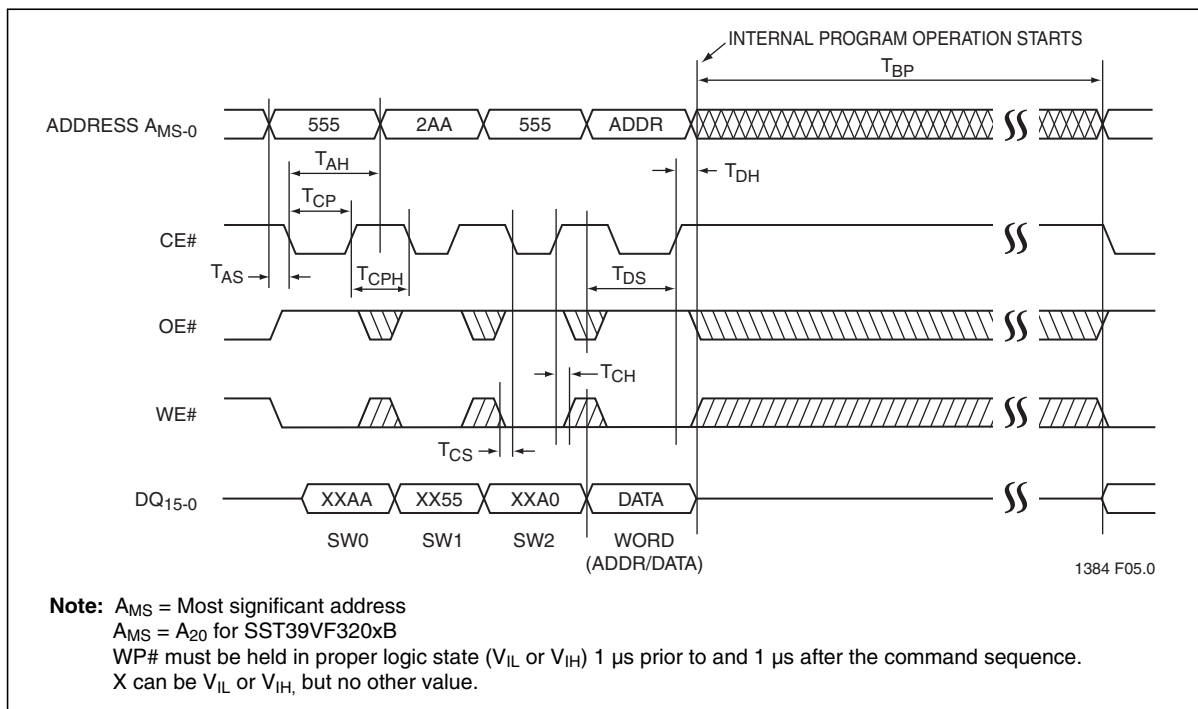 INTERNAL PROGRAM OPERATION STARTS
TBP
ADDRESS AMS-0
555
2AA
555
ADDR
TAH
TDH
TCP
CE#
TAS
TCPH
TDS
OE#
TCH
WE#
TCS
DQ15-0
XXAA
XX55
XXA0
DATA
SW0
SW1
SW2
WORD
(ADDR/DATA)
1384 F05.0
Note: AMS = Most significant address
AMS = A20 for SST39VF320xB
WP# must be held in proper logic state (VIL or VIH) 1 µs prior to and 1 µs after the command sequence.
X can be VIL or VIH, but no other value.